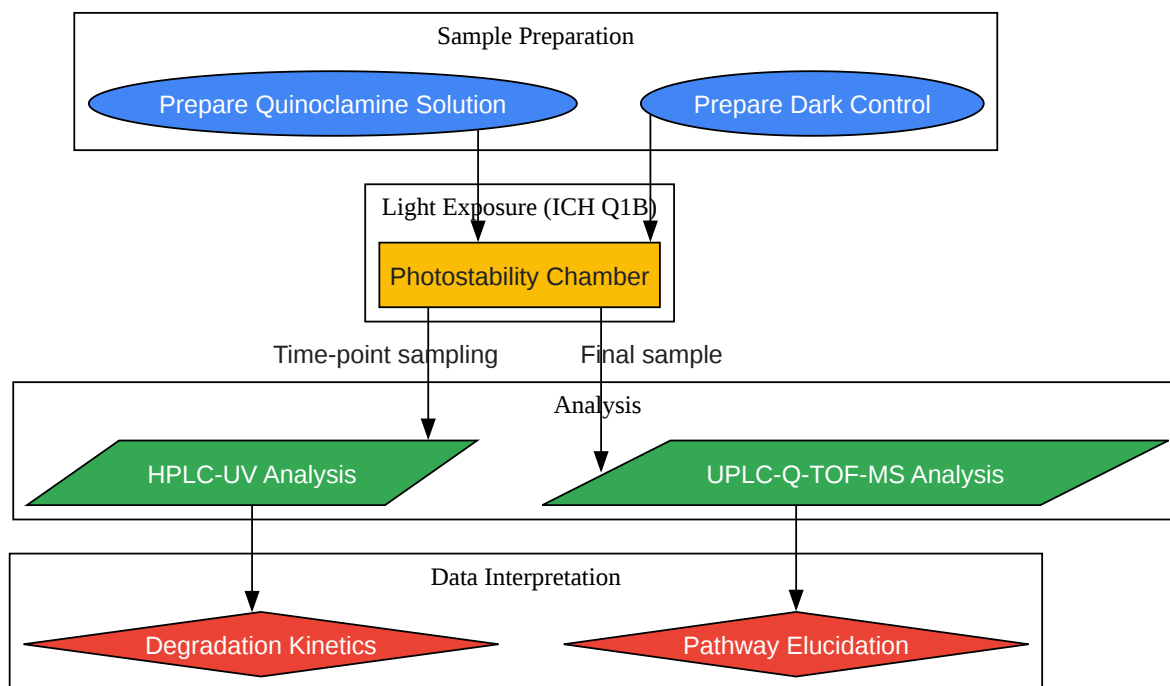 Sample Preparation
Prepare Quinoclamine Solution
Prepare Dark Control
Light Exposure (ICH Q1B)
Photostability Chamber
Time-point sampling
Final sample
Analysis
HPLC-UV Analysis
UPLC-Q-TOF-MS Analysis
Data Interpretation
Degradation Kinetics
Pathway Elucidation